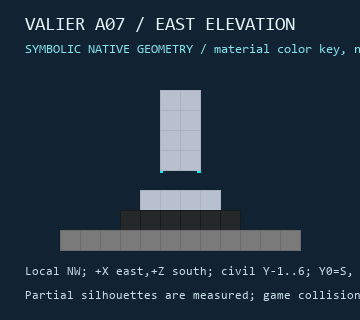 VALIER A07 / EAST ELEVATION
SYMBOLIC NATIVE GEOMETRY / material color key, n
Local NW; +X east,+Z south; civil Y-1..6; Y0=S,
Partial silhouettes are measured; game collision